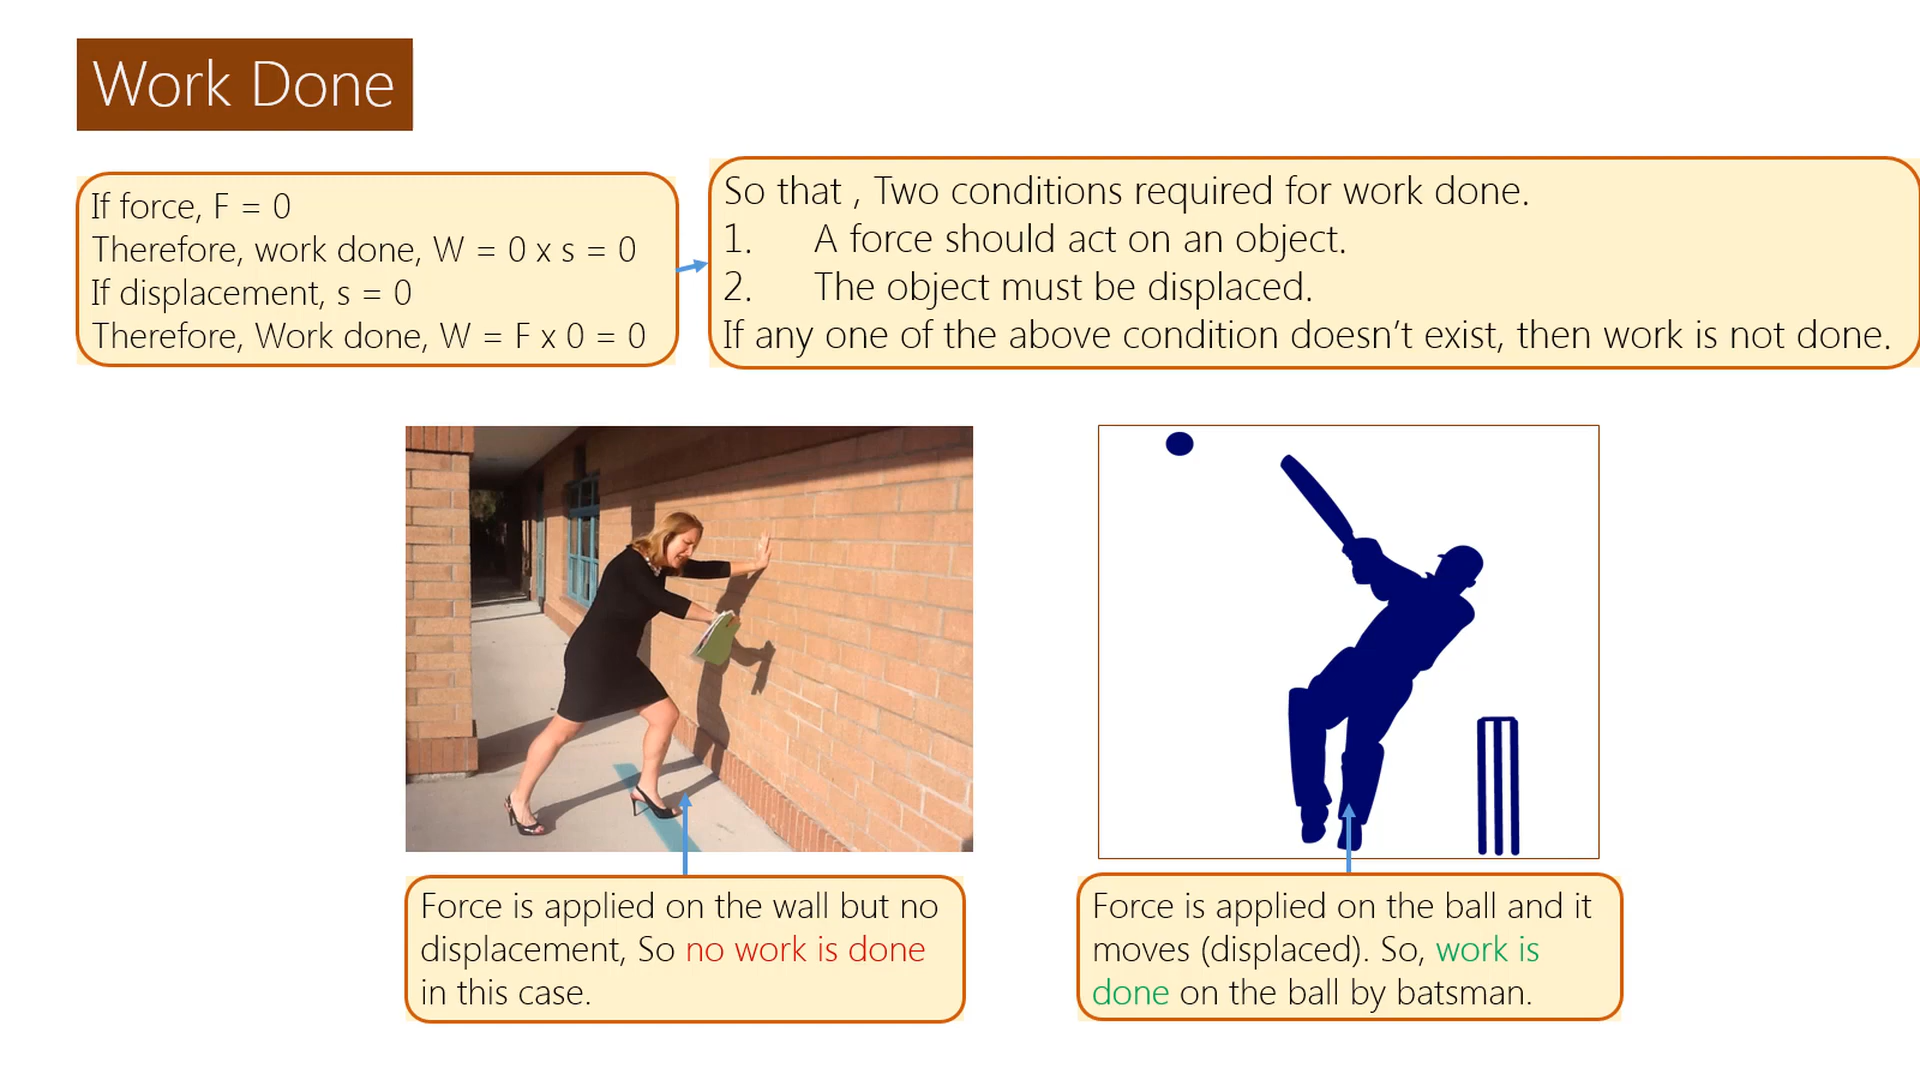 Work Done
If force, F = 0
Therefore, work done, W = 0 x s = 0
If displacement, s = 0
Therefore, Work done, W = F x 0 = 0
So that , Two conditions required for work done.
1. A force should act on an object.
2. The object must be displaced.
If any one of the above condition doesn’t exist, then work is not done.
Force is applied on the wall but no
displacement, So no work is done
in this case.
Force is applied on the ball and it
moves (displaced). So, work is
done on the ball by batsman.